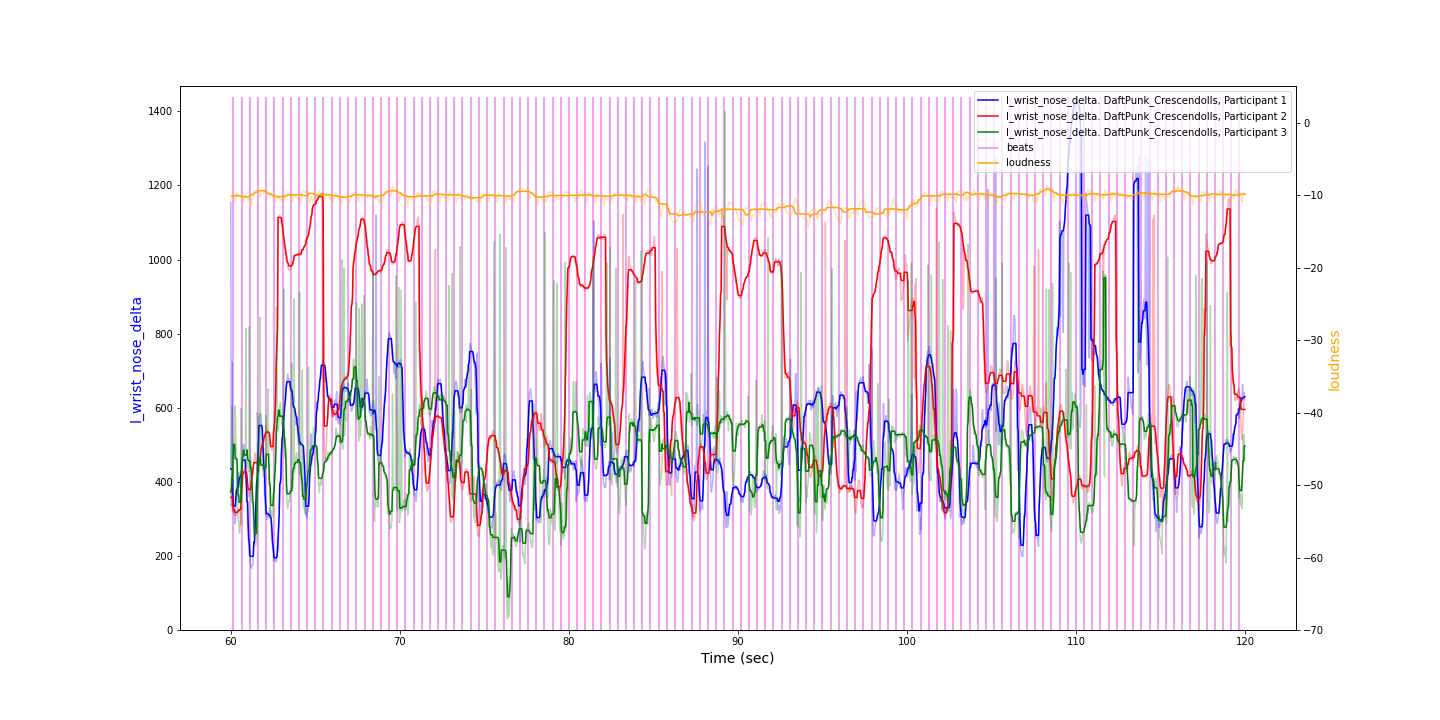 l_wrist_nose_delta. DaftPunk_Crescendolls, Participant 1
l_wrist_nose_delta. DaftPunk_Crescendolls, Participant 2
l_wrist_nose_delta. DaftPunk_Crescendolls, Participant 3
beats
loudness
1400
1200
1000
800
600
400
200
0
l_wrist_nose_delta
0
−10
−20
−30
−40
−50
−60
−70
loudness
60
70
80
90
100
110
120
Time (sec)